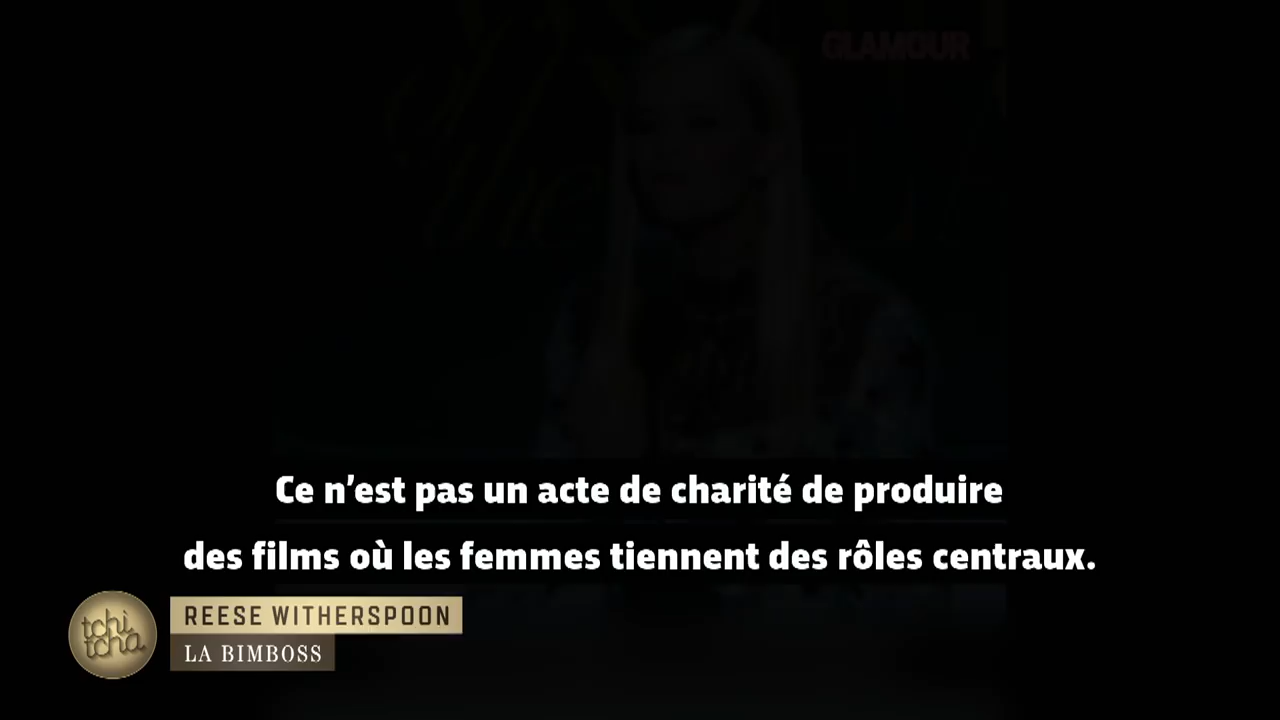 GLAMOUR
Ce n’est pas un acte de charité de produire
des films où les femmes tiennent des rôles centraux.
tchi
tcha.
REESE WITHERSPOON
LA BIMBOSS